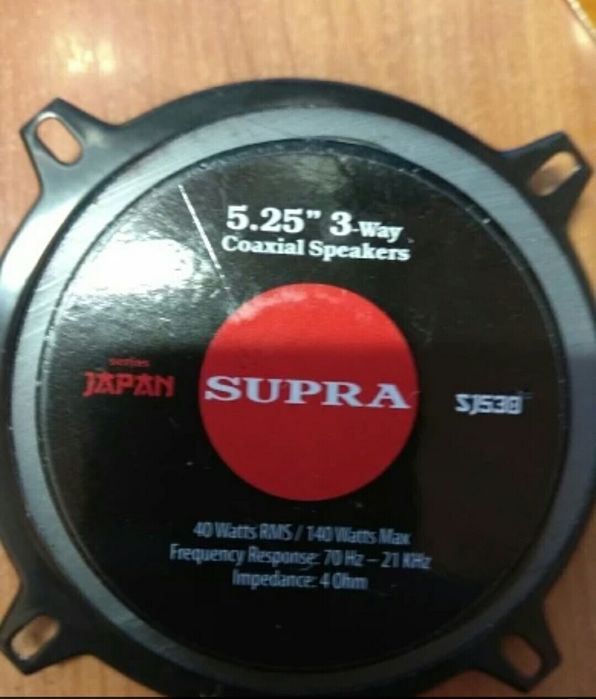 5.25" 3-Way
Coaxial Speakers
series
JAPAN
SUPRA
SJ530
40 Watts RMS / 140 Watts Max
Frequency Response: 70 Hz – 21 KHz
Impedance: 4 Ohm